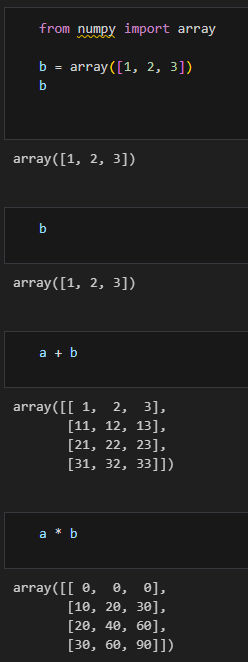 from numpy import array
b = array([1, 2, 3])
b
array([1, 2, 3])
b
array([1, 2, 3])
a + b
array([[ 1,  2,  3],
       [11, 12, 13],
       [21, 22, 23],
       [31, 32, 33]])
a * b
array([[ 0,  0,  0],
       [10, 20, 30],
       [20, 40, 60],
       [30, 60, 90]])